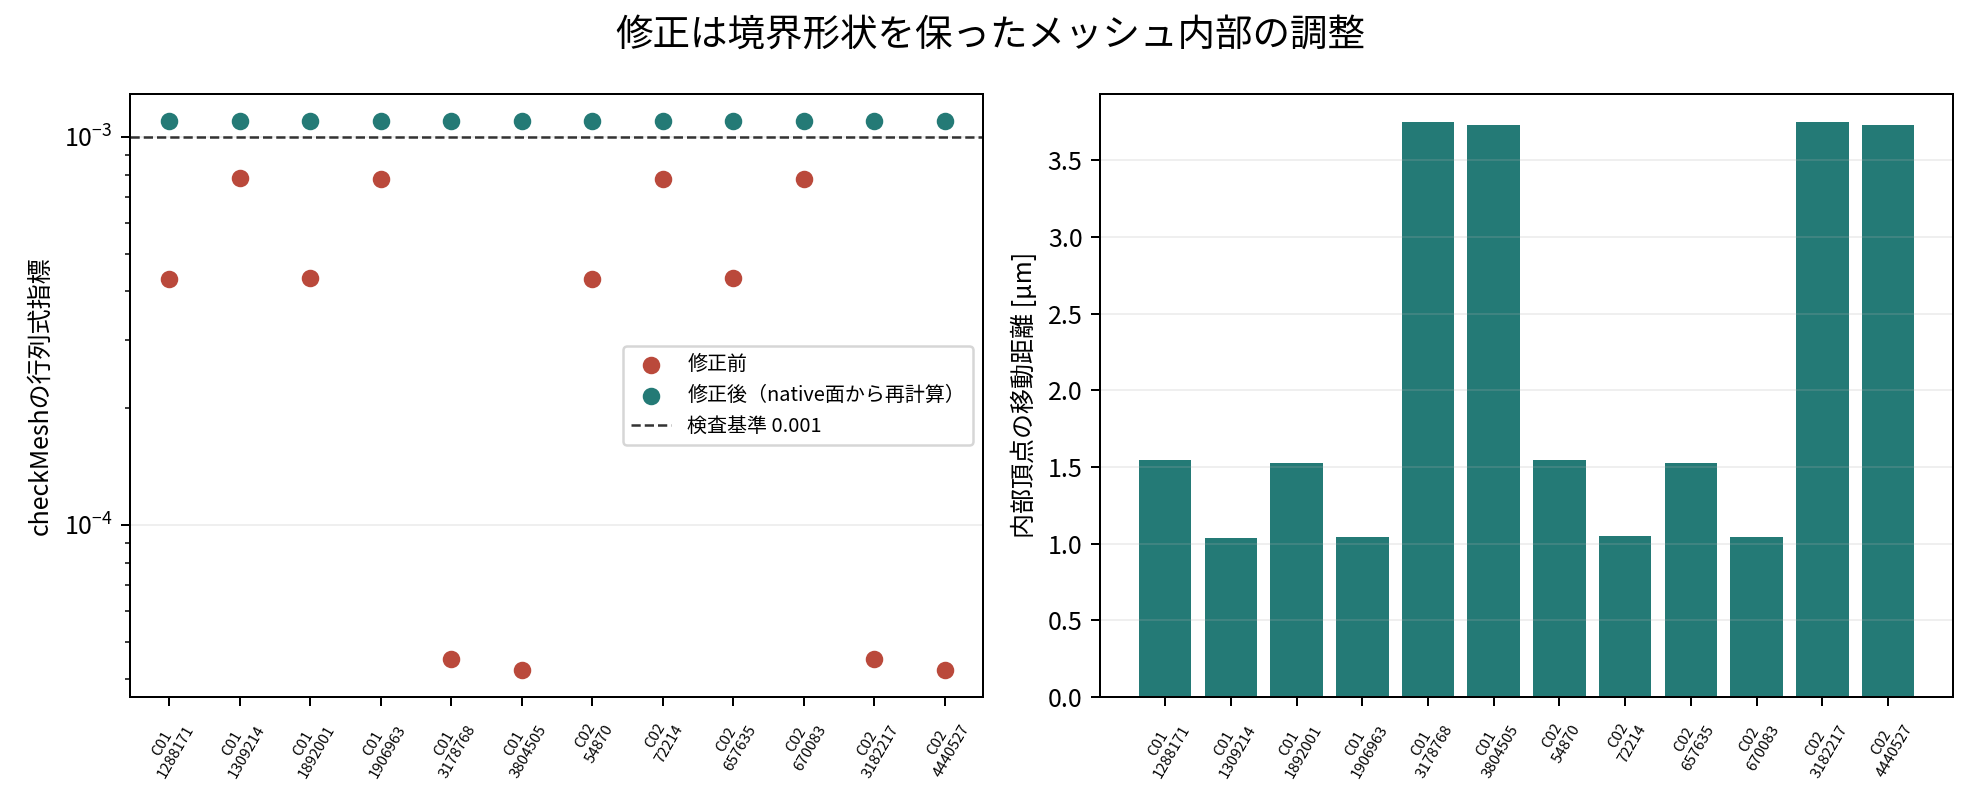 修正は境界形状を保ったメッシュ内部の調整
checkMeshの行列式指標
10⁻³
10⁻⁴
修正前
修正後（native面から再計算）
検査基準 0.001
C01
1288171
C01
1309214
C01
1892001
C01
1906963
C01
3178768
C01
3804505
C02
54870
C02
72214
C02
657635
C02
670083
C02
3182217
C02
4440527
内部頂点の移動距離 [µm]
3.5
3.0
2.5
2.0
1.5
1.0
0.5
0.0
C01
1288171
C01
1309214
C01
1892001
C01
1906963
C01
3178768
C01
3804505
C02
54870
C02
72214
C02
657635
C02
670083
C02
3182217
C02
4440527